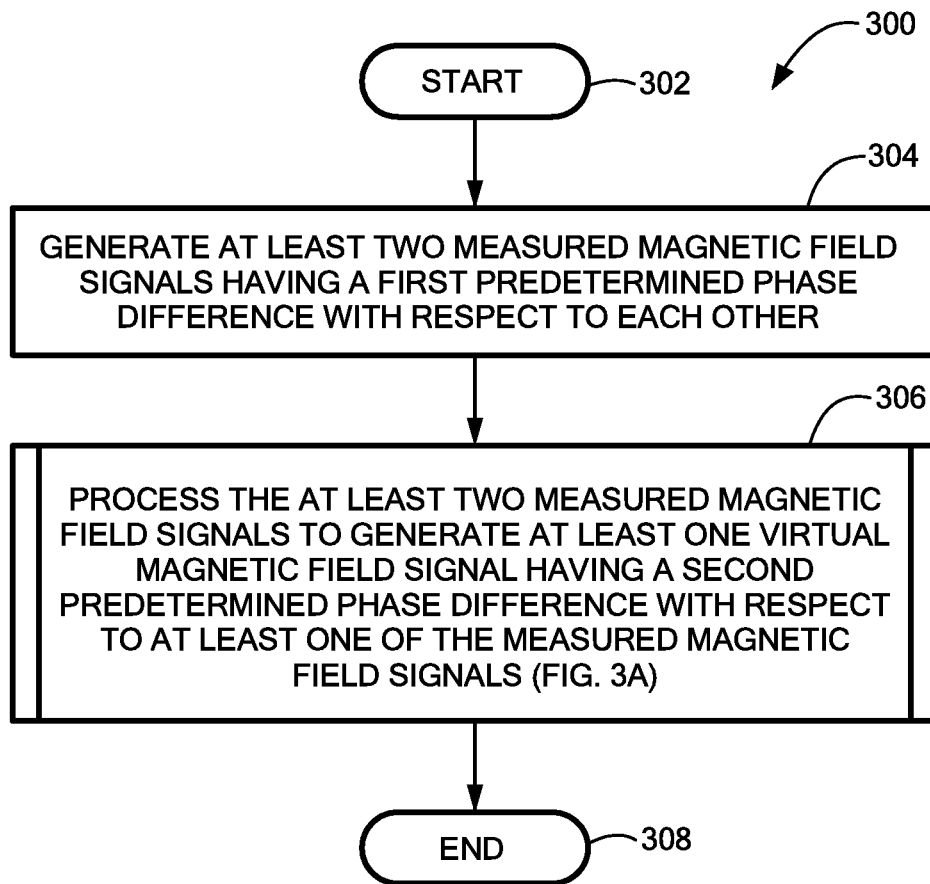 300
START
302
304
GENERATE AT LEAST TWO MEASURED MAGNETIC FIELD
SIGNALS HAVING A FIRST PREDETERMINED PHASE
DIFFERENCE WITH RESPECT TO EACH OTHER
306
PROCESS THE AT LEAST TWO MEASURED MAGNETIC
FIELD SIGNALS TO GENERATE AT LEAST ONE VIRTUAL
MAGNETIC FIELD SIGNAL HAVING A SECOND
PREDETERMINED PHASE DIFFERENCE WITH RESPECT
TO AT LEAST ONE OF THE MEASURED MAGNETIC
FIELD SIGNALS (FIG. 3A)
END
308